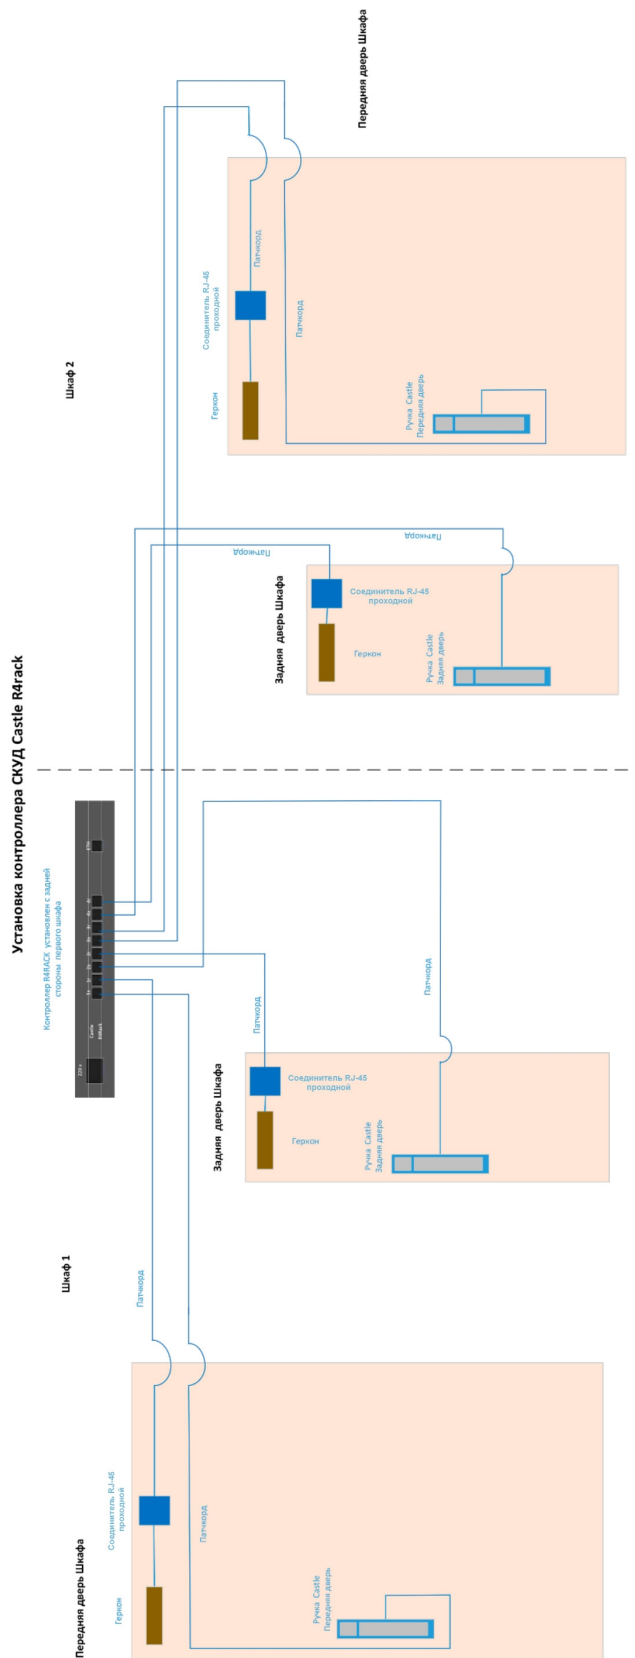 Установка контроллера СКУД Castle R4rack
Шкаф 1
Шкаф 2
Контроллер R4RACK установлен с задней
стороны первого шкафа
220 v
Castle
R4Rack
ETH
Передняя дверь Шкафа
Соединитель RJ-45
проходной
Геркон
Патчкорд
Патчкорд
Ручка Castle
Передняя дверь
Задняя дверь Шкафа
Соединитель RJ-45
проходной
Геркон
Патчкорд
Патчкорд
Ручка Castle
Задняя дверь
Задняя дверь Шкафа
Соединитель RJ-45
проходной
Геркон
Патчкорд
Патчкорд
Ручка Castle
Задняя дверь
Передняя дверь Шкафа
Соединитель RJ-45
проходной
Геркон
Патчкорд
Патчкорд
Ручка Castle
Передняя дверь